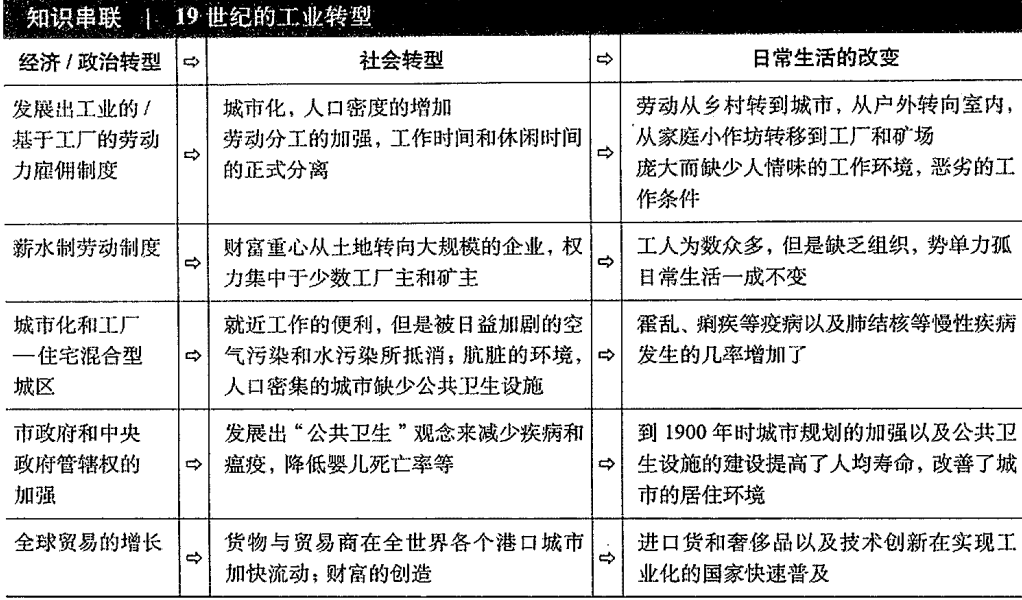 知识串联 | 19 世纪的工业转型
经济 / 政治转型 ⇨ 社会转型 ⇨ 日常生活的改变
发展出工业的 /
基于工厂的劳动
力雇佣制度
⇨
城市化，人口密度的增加
劳动分工的加强，工作时间和休闲时间
的正式分离
⇨
劳动从乡村转到城市，从户外转向室内，
从家庭小作坊转移到工厂和矿场
庞大而缺少人情味的工作环境，恶劣的工
作条件
薪水制劳动制度
⇨
财富重心从土地转向大规模的企业，权
力集中于少数工厂主和矿主
⇨
工人为数众多，但是缺乏组织，势单力孤
日常生活一成不变
城市化和工厂
—住宅混合型
城区
⇨
就近工作的便利，但是被日益加剧的空
气污染和水污染所抵消；肮脏的环境，
人口密集的城市缺少公共卫生设施
⇨
霍乱、痢疾等疫病以及肺结核等慢性疾病
发生的几率增加了
市政府和中央
政府管辖权的
加强
⇨
发展出“公共卫生”观念来减少疾病和
瘟疫，降低婴儿死亡率等
⇨
到 1900 年时城市规划的加强以及公共卫
生设施的建设提高了人均寿命，改善了城
市的居住环境
全球贸易的增长
⇨
货物与贸易商在全世界各个港口城市
加快流动；财富的创造
⇨
进口货和奢侈品以及技术创新在实现工
业化的国家快速普及